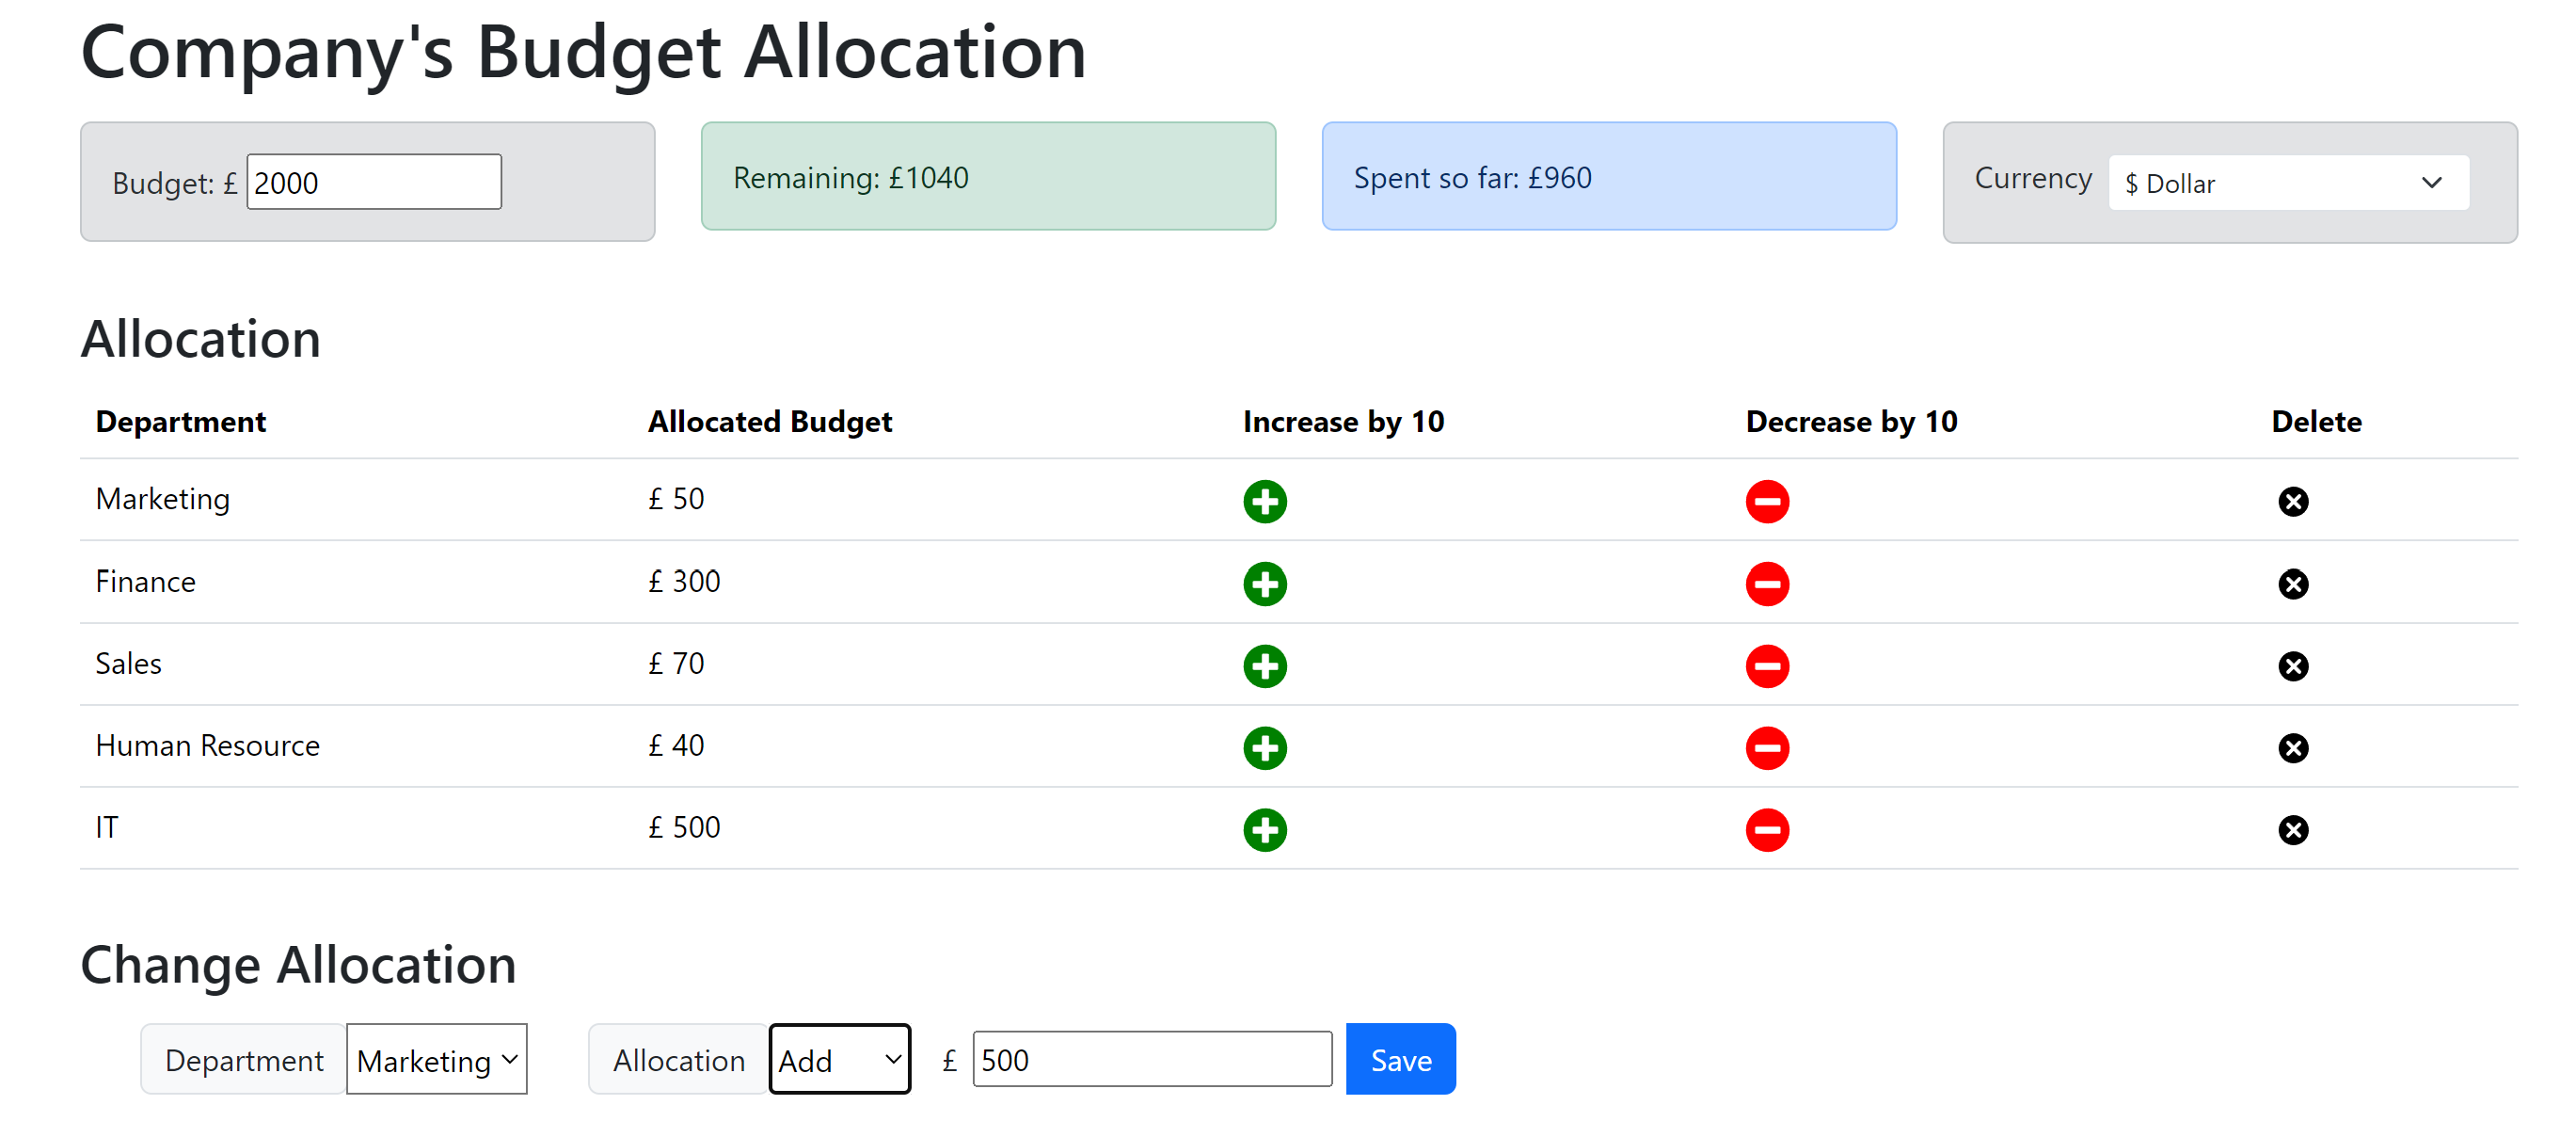 Company's Budget Allocation
Budget: £ 2000
Remaining: £1040
Spent so far: £960
Currency $ Dollar
Allocation
Department Allocated Budget Increase by 10 Decrease by 10 Delete
Marketing £ 50
Finance £ 300
Sales £ 70
Human Resource £ 40
IT £ 500
Change Allocation
Department Marketing Allocation Add £ 500 Save